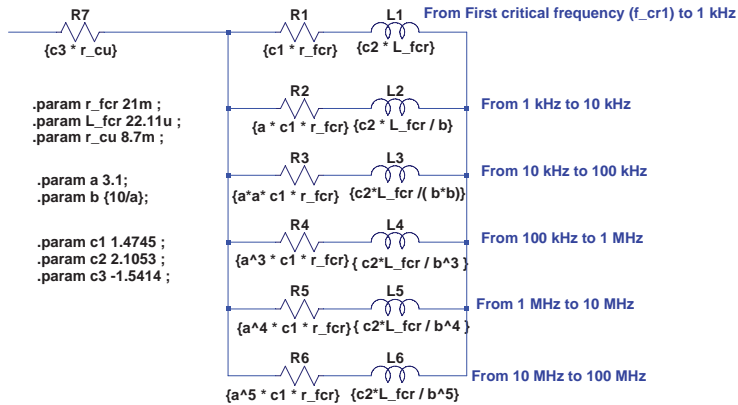 R7
{c3 * r_cu}
R1
{c1 * r_fcr}
L1
{c2 * L_fcr}
From First critical frequency (f_cr1) to 1 kHz
R2
{a * c1 * r_fcr}
L2
{c2 * L_fcr / b}
From 1 kHz to 10 kHz
.param r_fcr 21m ;
.param L_fcr 22.11u ;
.param r_cu 8.7m ;
R3
{a*a* c1 * r_fcr}
L3
{c2*L_fcr /( b*b)}
From 10 kHz to 100 kHz
.param a 3.1;
.param b {10/a};
R4
{a^3 * c1 * r_fcr}
L4
{ c2*L_fcr / b^3 }
From 100 kHz to 1 MHz
.param c1 1.4745 ;
.param c2 2.1053 ;
.param c3 -1.5414 ;
R5
{a^4 * c1 * r_fcr}
L5
{ c2*L_fcr / b^4 }
From 1 MHz to 10 MHz
R6
{a^5 * c1 * r_fcr}
L6
{c2*L_fcr / b^5}
From 10 MHz to 100 MHz